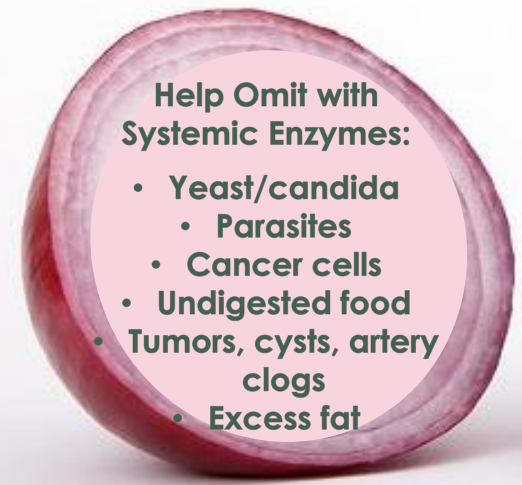 Help Omit with
Systemic Enzymes:
• Yeast/candida
• Parasites
• Cancer cells
• Undigested food
• Tumors, cysts, artery
clogs
• Excess fat